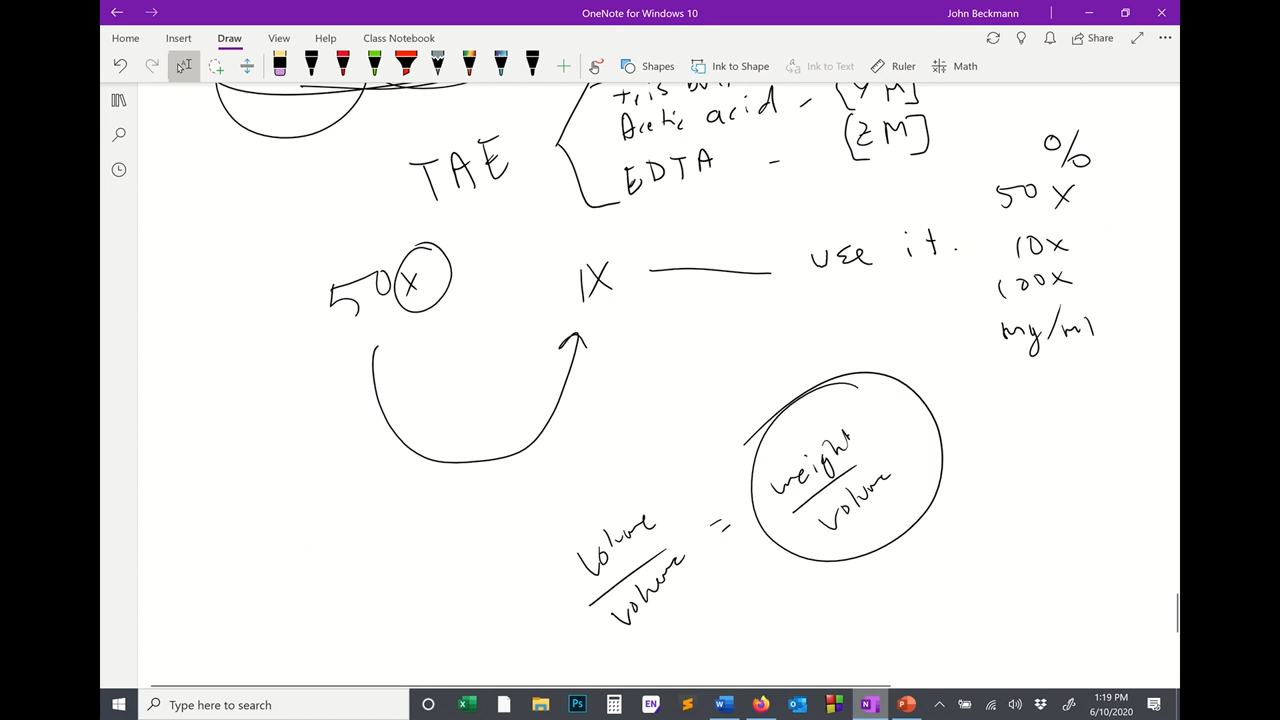 OneNote for Windows 10
John Beckmann
Home Insert Draw View Help Class Notebook
Share
Shapes Ink to Shape Ink to Text Ruler Math
Acetic acid - [Y M]
TAE
EDTA - [Z M]
%
50 X
10x
100x
mg/ml
50x 1X use it.
weight
volume
=
volume
volume
Type here to search
EN
1:19 PM
6/10/2020